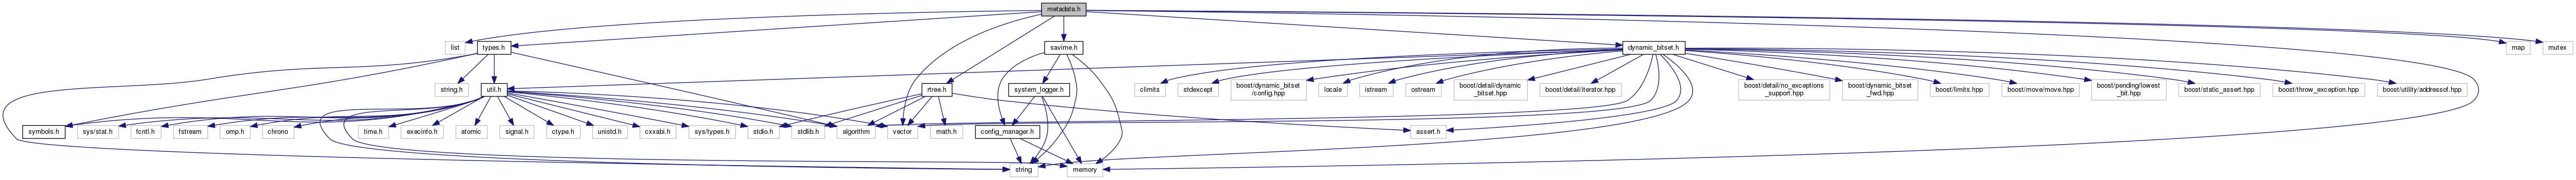 metadata.h
list
types.h
savime.h
dynamic_bitset.h
map
mutex
string.h
util.h
rtree.h
system_logger.h
climits
stdexcept
boost/dynamic_bitset
/config.hpp
locale
istream
ostream
boost/detail/dynamic
_bitset.hpp
boost/detail/iterator.hpp
boost/detail/no_exceptions
_support.hpp
boost/dynamic_bitset
_fwd.hpp
boost/limits.hpp
boost/move/move.hpp
boost/pending/lowest
_bit.hpp
boost/static_assert.hpp
boost/throw_exception.hpp
boost/utility/addressof.hpp
symbols.h
sys/stat.h
fcntl.h
fstream
omp.h
chrono
time.h
execinfo.h
atomic
signal.h
ctype.h
unistd.h
cxxabi.h
sys/types.h
stdio.h
stdlib.h
algorithm
vector
math.h
config_manager.h
assert.h
string
memory